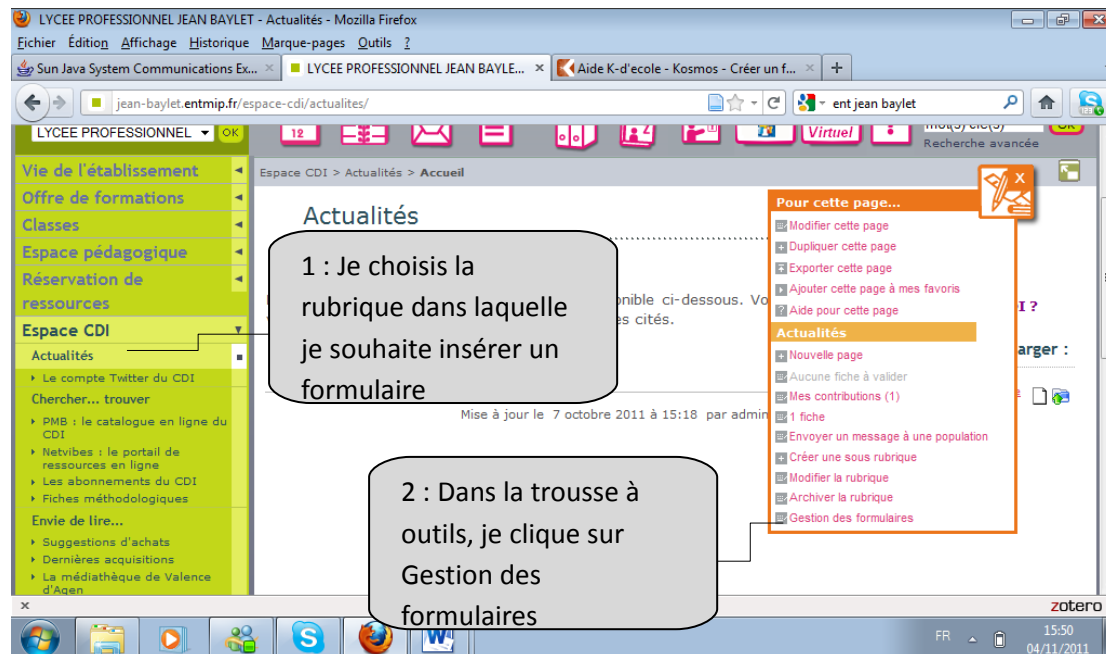 LYCEE PROFESSIONNEL JEAN BAYLET - Actualités - Mozilla Firefox
Fichier Édition Affichage Historique Marque-pages Outils ?
Sun Java System Communications Ex... × LYCEE PROFESSIONNEL JEAN BAYLE... × Aide K-d'ecole - Kosmos - Créer un f... × +
jean-baylet.entmip.fr/espace-cdi/actualites/ ent jean baylet
LYCEE PROFESSIONNEL OK 12 Virtuel
Recherche avancée
Vie de l'établissement
Offre de formations
Classes
Espace pédagogique
Réservation de
ressources
Espace CDI
Actualités
Le compte Twitter du CDI
Chercher... trouver
PMB : le catalogue en ligne du
CDI
Netvibes : le portail de
ressources en ligne
Les abonnements du CDI
Fiches méthodologiques
Envie de lire...
Suggestions d'achats
Dernières acquisitions
La médiathèque de Valence
d'Agen
Espace CDI > Actualités > Accueil
Actualités
1 : Je choisis la
rubrique dans laquelle
je souhaite insérer un
formulaire
ci-dessous.
cités.
Mise à jour le 7 octobre 2011 à 15:18 par admin
2 : Dans la trousse à
outils, je clique sur
Gestion des
formulaires
X
Pour cette page...
Modifier cette page
Dupliquer cette page
Exporter cette page
Ajouter cette page à mes favoris
Aide pour cette page
Actualités
Nouvelle page
Aucune fiche à valider
Mes contributions (1)
1 fiche
Envoyer un message à une population
Créer une sous rubrique
Modifier la rubrique
Archiver la rubrique
Gestion des formulaires
?
:
× zotero
FR 15:50
04/11/2011